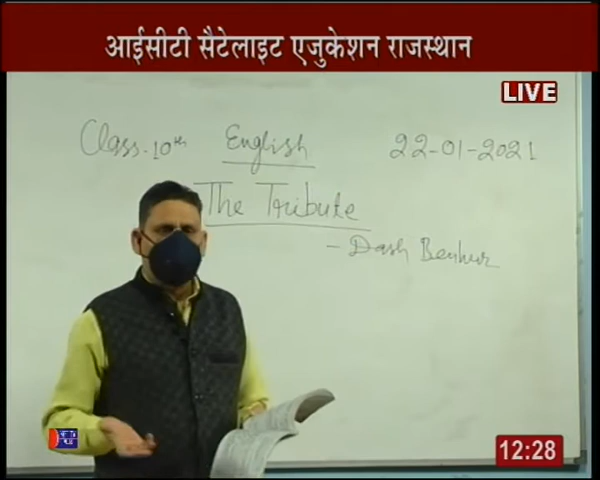 आईसीटी सैटेलाइट एजुकेशन राजस्थान
LIVE
Class-10th English 22-01-2021
The Tribute
- Dash Benhur
12:28